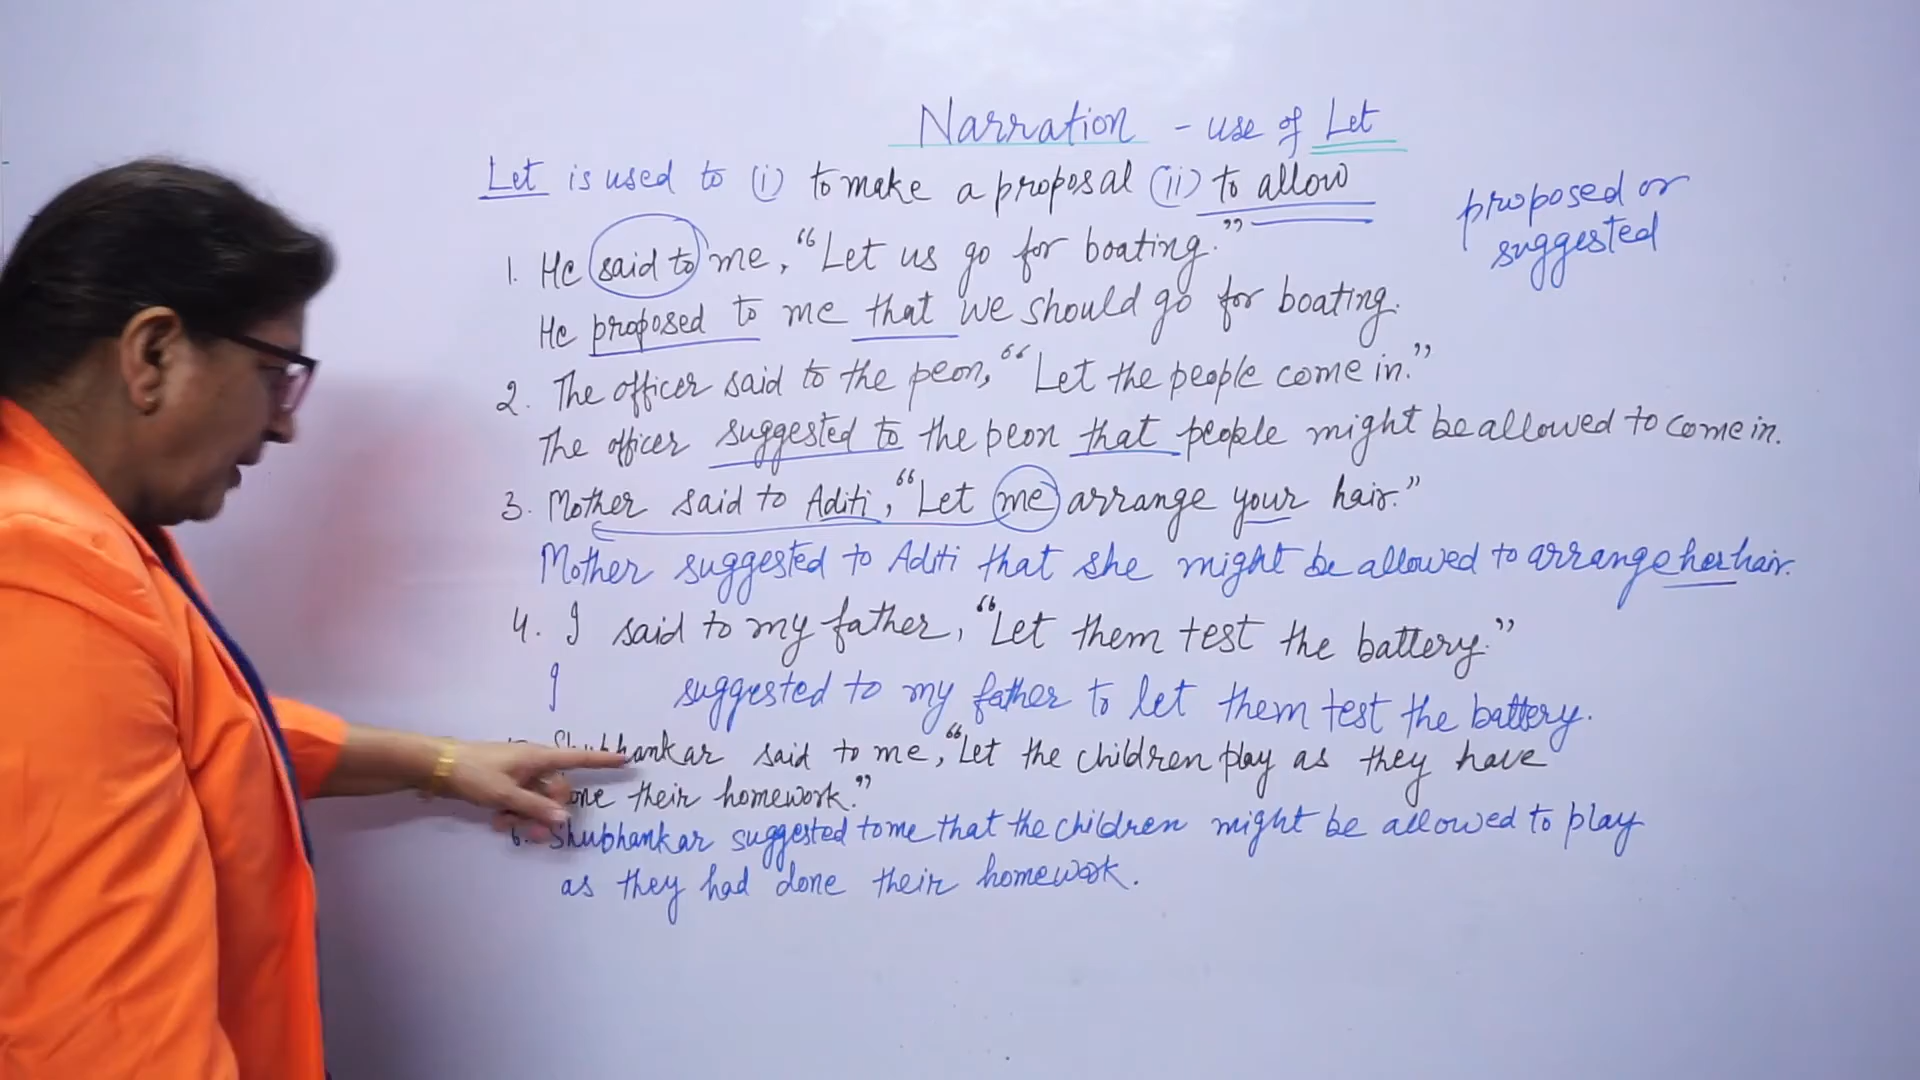 Narration - use of Let
Let is used to (i) to make a proposal (ii) to allow
proposed or
suggested
1. He said to me, "Let us go for boating."
He proposed to me that we should go for boating.
2. The officer said to the peon, "Let the people come in."
The officer suggested to the peon that people might be allowed to come in.
3. Mother said to Aditi, "Let me arrange your hair."
Mother suggested to Aditi that she might be allowed to arrange her hair.
4. I said to my father, "Let them test the battery."
I suggested to my father to let them test the battery.
Shubhankar said to me, "Let the children play as they have
their homework."
6. Shubhankar suggested to me that the children might be allowed to play
as they had done their homework.